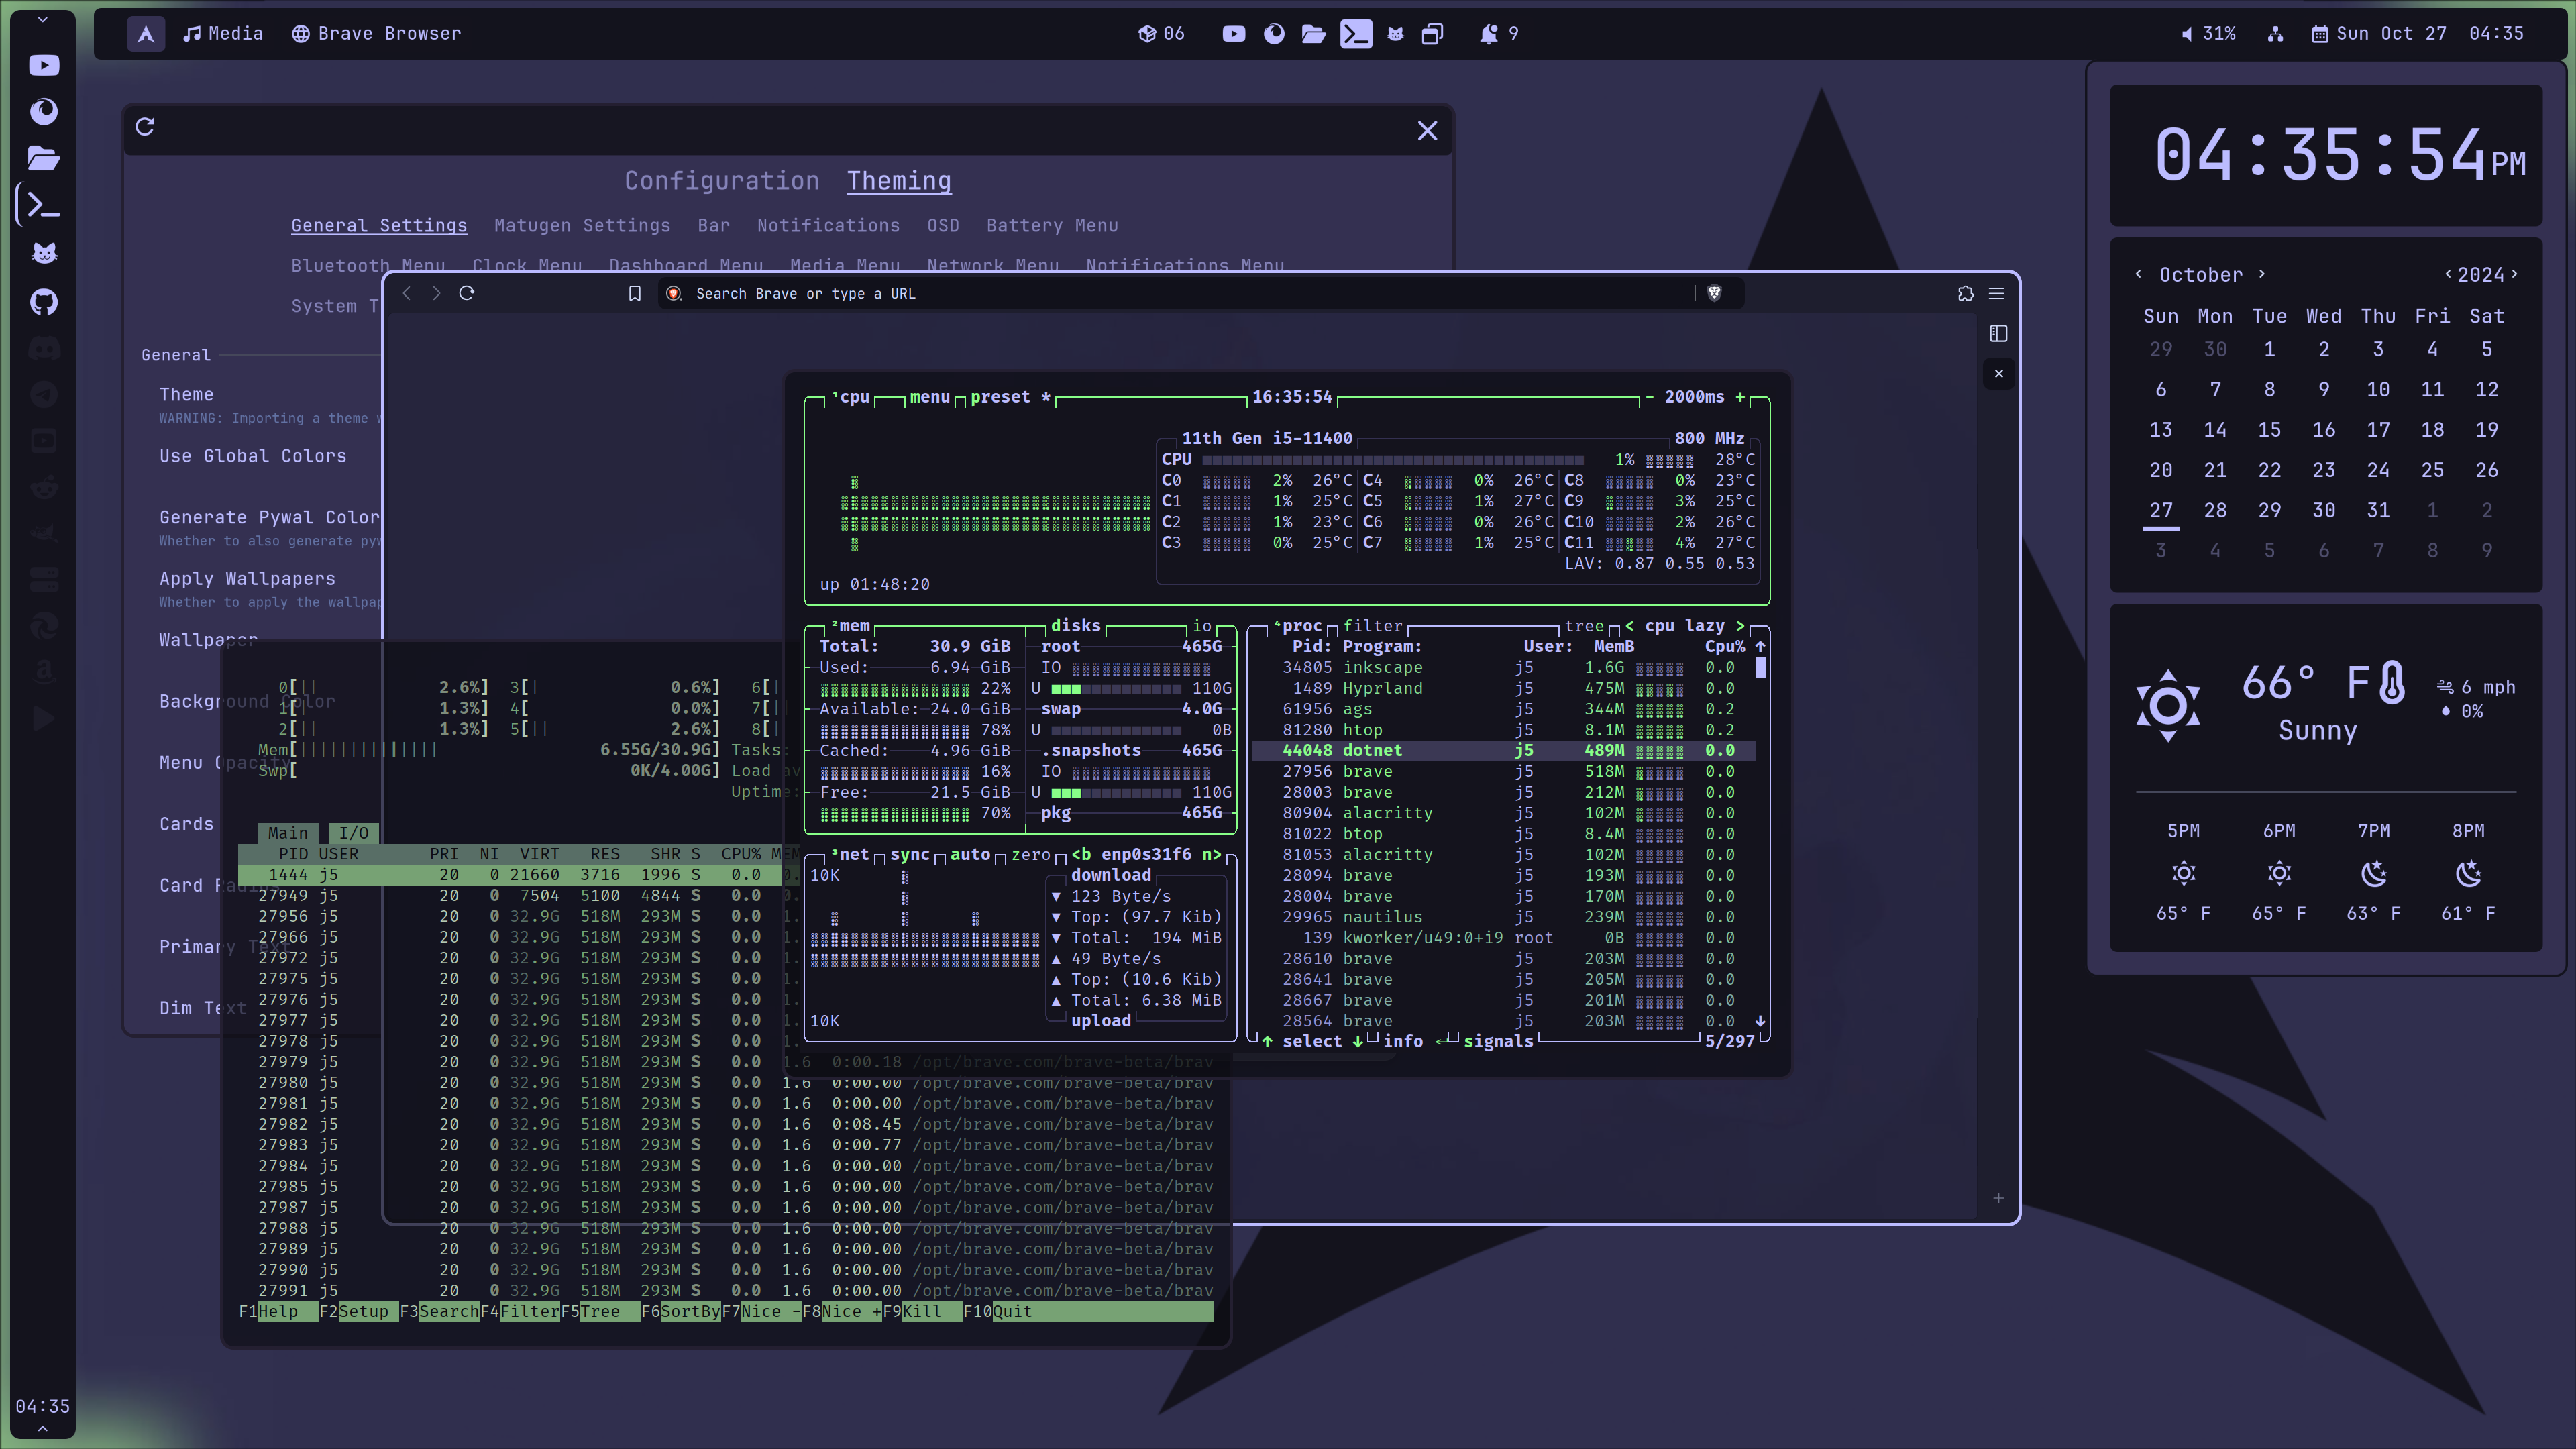 Media Brave Browser 06 9 31% Sun Oct 27 04:35
04:35
Configuration Theming
General Settings Matugen Settings Bar Notifications OSD Battery Menu
Bluetooth Menu Clock Menu Dashboard Menu Media Menu Network Menu Notifications Menu
System T
General
Theme
WARNING: Importing a theme w
Use Global Colors
Generate Pywal Color
Whether to also generate pyw
Apply Wallpapers
Whether to apply the wallpap
Wallpaper
Background Color
Menu Opacity
Cards
Card Radius
Primary Text
Dim Text
Search Brave or type a URL
¹cpu menu preset * 16:35:54 - 2000ms +
11th Gen i5-11400 800 MHz
CPU 1% 28°C
C0 2% 26°C C4 0% 26°C C8 0% 23°C
C1 1% 25°C C5 1% 27°C C9 3% 25°C
C2 1% 23°C C6 0% 26°C C10 2% 26°C
C3 0% 25°C C7 1% 25°C C11 4% 27°C
LAV: 0.87 0.55 0.53
up 01:48:20
²mem disks io
Total: 30.9 GiB root 465G
Used: 6.94 GiB IO
22% U 110G
Available: 24.0 GiB swap 4.0G
78% U 0B
Cached: 4.96 GiB .snapshots 465G
16% IO
Free: 21.5 GiB U 110G
70% pkg 465G
³net sync auto zero <b enp0s31f6 n>
10K download
▼ 123 Byte/s
▼ Top: (97.7 Kib)
▼ Total: 194 MiB
▲ 49 Byte/s
▲ Top: (10.6 Kib)
▲ Total: 6.38 MiB
10K upload
⁴proc filter tree < cpu lazy >
Pid: Program: User: MemB Cpu% ↑
34805 inkscape j5 1.6G 0.0
1489 Hyprland j5 475M 0.0
61956 ags j5 344M 0.2
81280 htop j5 8.1M 0.2
44048 dotnet j5 489M 0.0
27956 brave j5 518M 0.0
28003 brave j5 212M 0.0
80904 alacritty j5 102M 0.0
81022 btop j5 8.4M 0.0
81053 alacritty j5 102M 0.0
28094 brave j5 193M 0.0
28004 brave j5 170M 0.0
29965 nautilus j5 239M 0.0
139 kworker/u49:0+i9 root 0B 0.0
28610 brave j5 203M 0.0
28641 brave j5 205M 0.0
28667 brave j5 201M 0.0
28564 brave j5 203M 0.0 ↓
↑ select ↓ info ↵ signals 5/297
0[|| 2.6%] 3[| 0.6%] 6[|
1[| 1.3%] 4[ 0.0%] 7[|
2[|| 1.3%] 5[|| 2.6%] 8[|
Mem[|||||||||||||| 6.55G/30.9G] Tasks:
Swp[ 0K/4.00G] Load av
Uptime:
Main I/O
PID USER PRI NI VIRT RES SHR S CPU% MEM
1444 j5 20 0 21660 3716 1996 S 0.0 0.
27949 j5 20 0 7504 5100 4844 S 0.0 0.
27956 j5 20 0 32.9G 518M 293M S 0.0 1.
27966 j5 20 0 32.9G 518M 293M S 0.0 1.
27972 j5 20 0 32.9G 518M 293M S 0.0 1.
27975 j5 20 0 32.9G 518M 293M S 0.0 1.
27976 j5 20 0 32.9G 518M 293M S 0.0 1.
27977 j5 20 0 32.9G 518M 293M S 0.0 1.
27978 j5 20 0 32.9G 518M 293M S 0.0 1.
27979 j5 20 0 32.9G 518M 293M S 0.0 1.6 0:00.18 /opt/brave.com/brave-beta/brav
27980 j5 20 0 32.9G 518M 293M S 0.0 1.6 0:00.00 /opt/brave.com/brave-beta/brav
27981 j5 20 0 32.9G 518M 293M S 0.0 1.6 0:00.00 /opt/brave.com/brave-beta/brav
27982 j5 20 0 32.9G 518M 293M S 0.0 1.6 0:08.45 /opt/brave.com/brave-beta/brav
27983 j5 20 0 32.9G 518M 293M S 0.0 1.6 0:00.77 /opt/brave.com/brave-beta/brav
27984 j5 20 0 32.9G 518M 293M S 0.0 1.6 0:00.00 /opt/brave.com/brave-beta/brav
27985 j5 20 0 32.9G 518M 293M S 0.0 1.6 0:00.00 /opt/brave.com/brave-beta/brav
27987 j5 20 0 32.9G 518M 293M S 0.0 1.6 0:00.00 /opt/brave.com/brave-beta/brav
27988 j5 20 0 32.9G 518M 293M S 0.0 1.6 0:00.00 /opt/brave.com/brave-beta/brav
27989 j5 20 0 32.9G 518M 293M S 0.0 1.6 0:00.00 /opt/brave.com/brave-beta/brav
27990 j5 20 0 32.9G 518M 293M S 0.0 1.6 0:00.00 /opt/brave.com/brave-beta/brav
27991 j5 20 0 32.9G 518M 293M S 0.0 1.6 0:00.00 /opt/brave.com/brave-beta/brav
F1Help F2Setup F3SearchF4FilterF5Tree F6SortByF7Nice -F8Nice +F9Kill F10Quit
04:35:54PM
‹ October › ‹2024›
Sun Mon Tue Wed Thu Fri Sat
29 30 1 2 3 4 5
6 7 8 9 10 11 12
13 14 15 16 17 18 19
20 21 22 23 24 25 26
27 28 29 30 31 1 2
3 4 5 6 7 8 9
66° F 6 mph
Sunny 0%
5PM 6PM 7PM 8PM
65° F 65° F 63° F 61° F